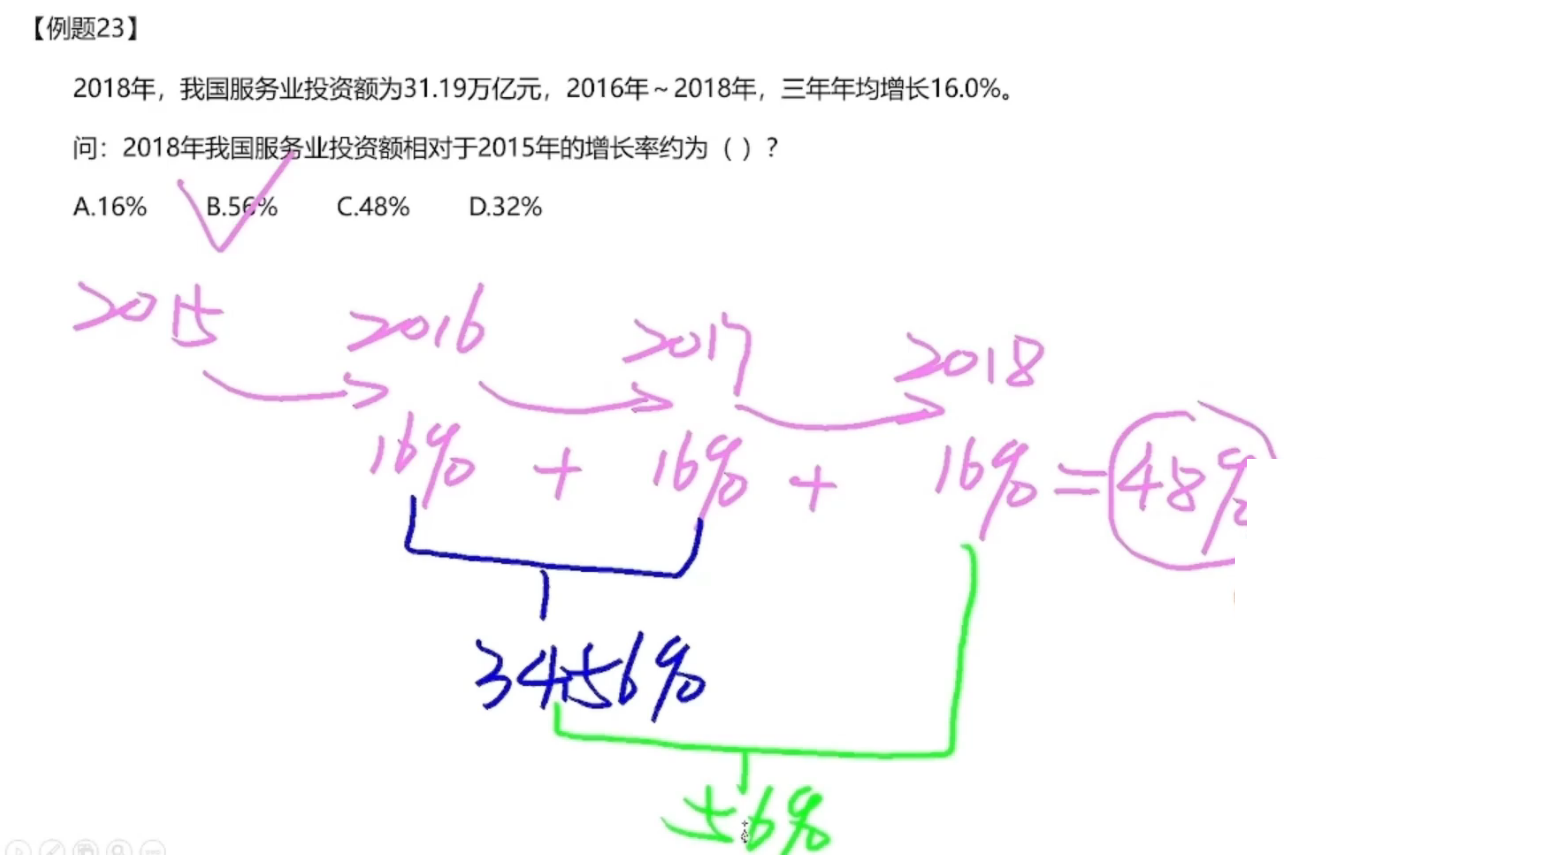 【例题23】
2018年，我国服务业投资额为31.19万亿元，2016年～2018年，三年年均增长16.0%。
问：2018年我国服务业投资额相对于2015年的增长率约为（ ）？
A.16% B.56% C.48% D.32%
2015 2016 2017 2018
16% + 16% + 16% = 48%
34.56%
56%